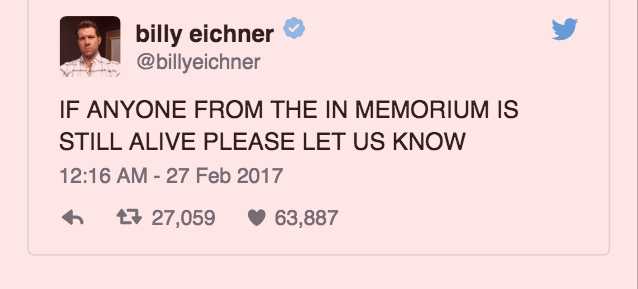 billy eichner
@billyeichner
IF ANYONE FROM THE IN MEMORIUM IS
STILL ALIVE PLEASE LET US KNOW
12:16 AM - 27 Feb 2017
27,059 63,887